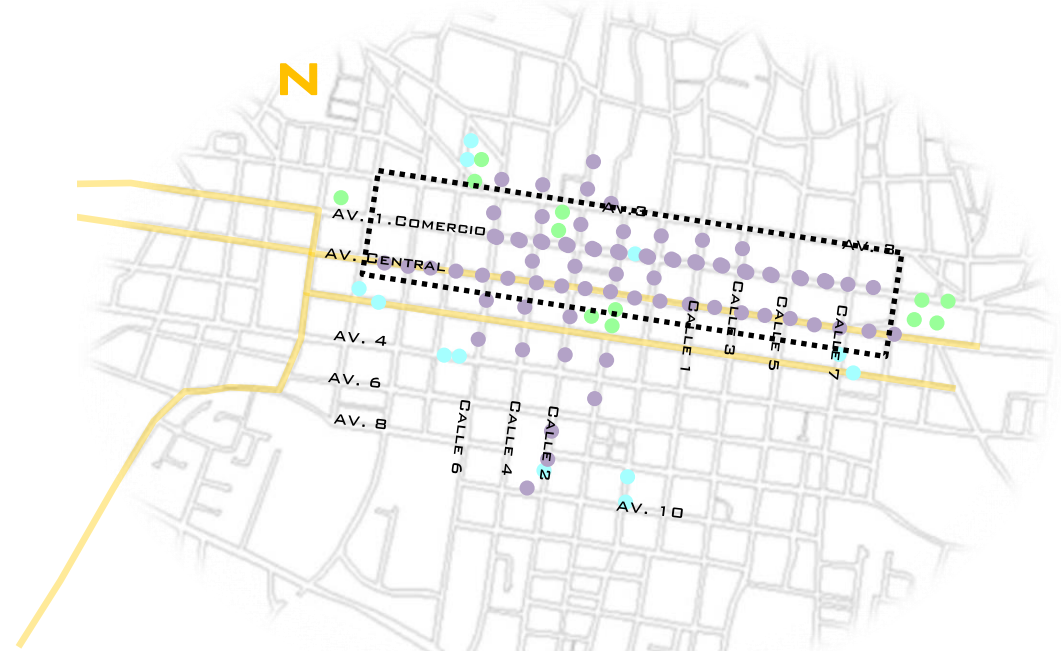 N
AV. 3
AV. 1.COMERCIO
AV. 3
AV. CENTRAL
CALLE 1
CALLE 3
CALLE 5
CALLE 7
AV. 4
AV. 6
AV. 8
CALLE 6
CALLE 4
CALLE 2
AV. 10